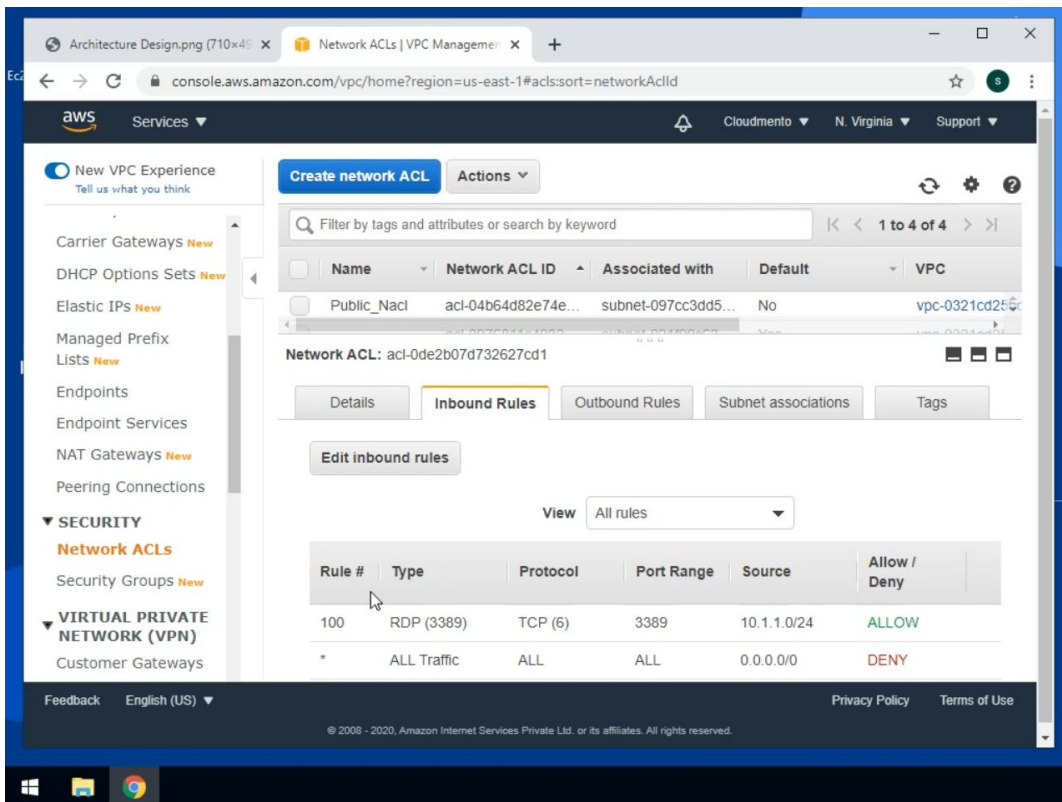 Architecture Design.png (710×49
Network ACLs | VPC Managemen
Ec2
console.aws.amazon.com/vpc/home?region=us-east-1#acls:sort=networkAclId
S
aws Services Cloudmento N. Virginia Support
New VPC Experience
Tell us what you think
Carrier Gateways New
DHCP Options Sets New
Elastic IPs New
Managed Prefix
Lists New
Endpoints
Endpoint Services
NAT Gateways New
Peering Connections
SECURITY
Network ACLs
Security Groups New
VIRTUAL PRIVATE
NETWORK (VPN)
Customer Gateways
Create network ACL Actions
Filter by tags and attributes or search by keyword 1 to 4 of 4
Name Network ACL ID Associated with Default VPC
Public_Nacl acl-04b64d82e74e... subnet-097cc3dd5... No
Network ACL: acl-0de2b07d732627cd1
Details Inbound Rules Outbound Rules Subnet associations Tags
Edit inbound rules
View All rules
Rule # Type Protocol Port Range Source Allow / Deny
100 RDP (3389) TCP (6) 3389 10.1.1.0/24 ALLOW
* ALL Traffic ALL ALL 0.0.0.0/0 DENY
Feedback English (US) Privacy Policy Terms of Use
© 2008 - 2020, Amazon Internet Services Private Ltd. or its affiliates. All rights reserved.